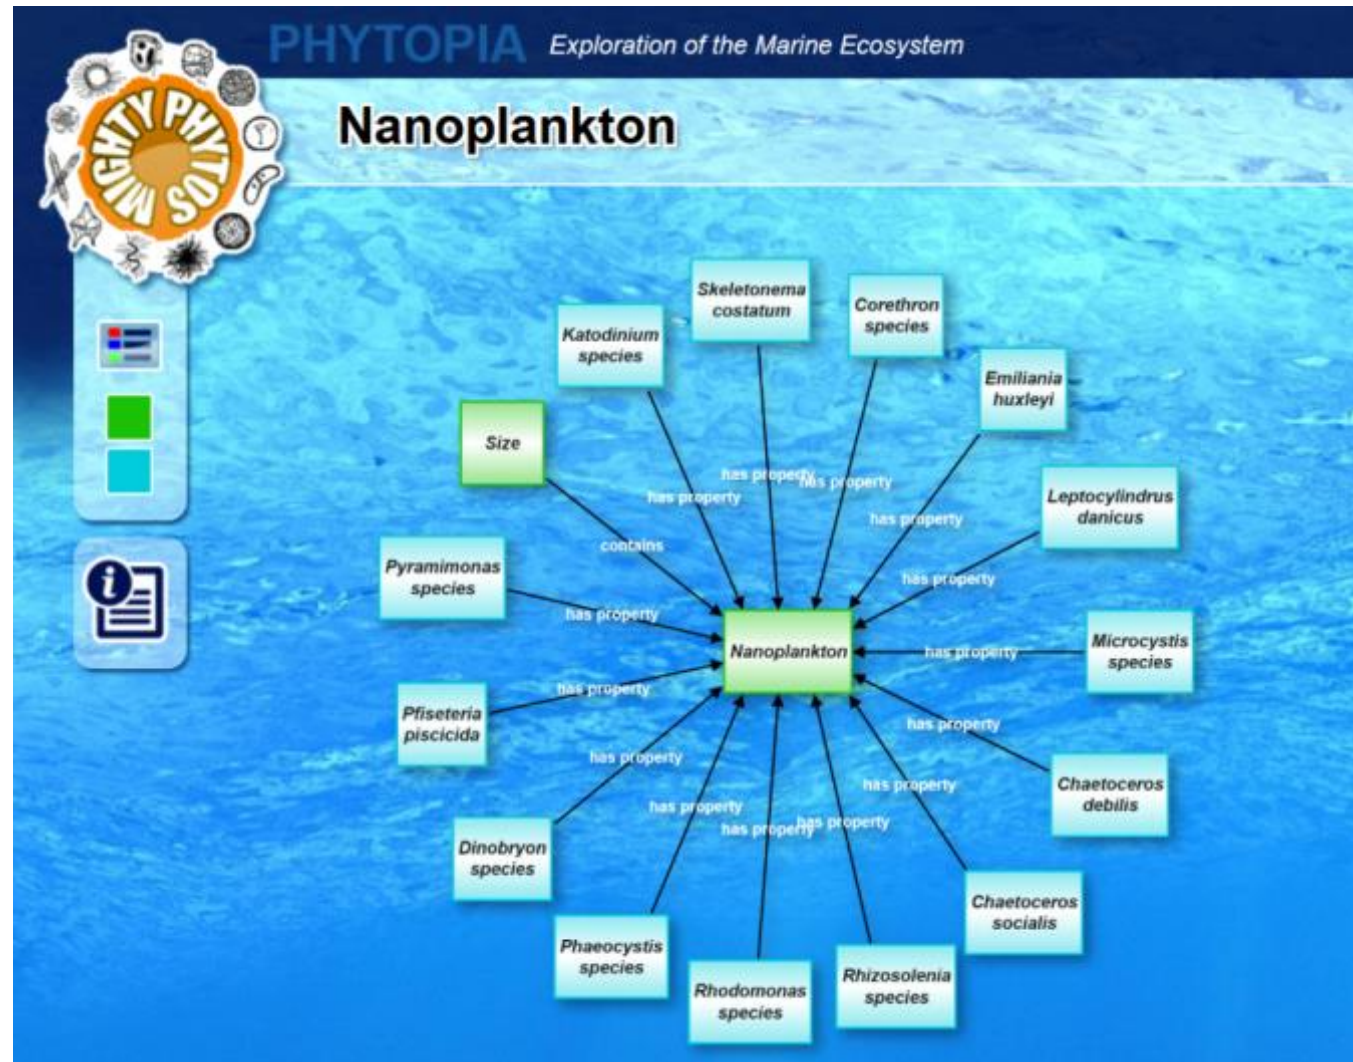 PHYTOPIA Exploration of the Marine Ecosystem
MIGHTY PHYTOS
Nanoplankton
Skeletonema
costatum
Corethron
species
Katodinium
species
Emiliania
huxleyi
Size
has property
has property
has property
has property
Leptocylindrus
danicus
contains
has property
Pyramimonas
species
has property
Nanoplankton
has property
Microcystis
species
has property
Pfiseteria
piscicida
has property
has property
Chaetoceros
debilis
has property
has property
has property
has property
Dinobryon
species
Chaetoceros
socialis
Phaeocystis
species
Rhodomonas
species
Rhizosolenia
species
i